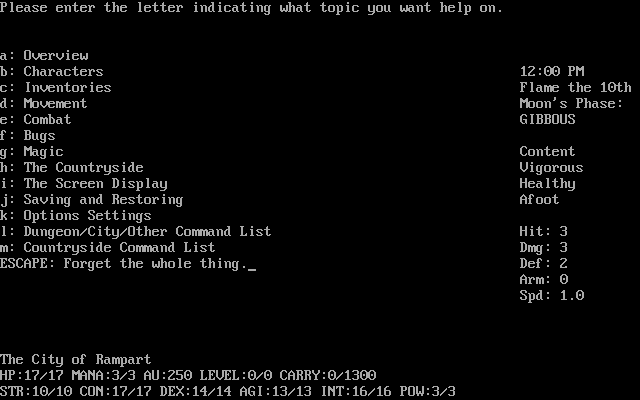 Please enter the letter indicating what topic you want help on.
a: Overview
b: Characters
c: Inventories
d: Movement
e: Combat
f: Bugs
g: Magic
h: The Countryside
i: The Screen Display
j: Saving and Restoring
k: Options Settings
l: Dungeon/City/Other Command List
m: Countryside Command List
ESCAPE: Forget the whole thing._
12:00 PM
Flame the 10th
Moon's Phase:
GIBBOUS
Content
Vigorous
Healthy
Afoot
Hit: 3
Dmg: 3
Def: 2
Arm: 0
Spd: 1.0
The City of Rampart
HP:17/17 MANA:3/3 AU:250 LEVEL:0/0 CARRY:0/1300
STR:10/10 CON:17/17 DEX:14/14 AGI:13/13 INT:16/16 POW:3/3